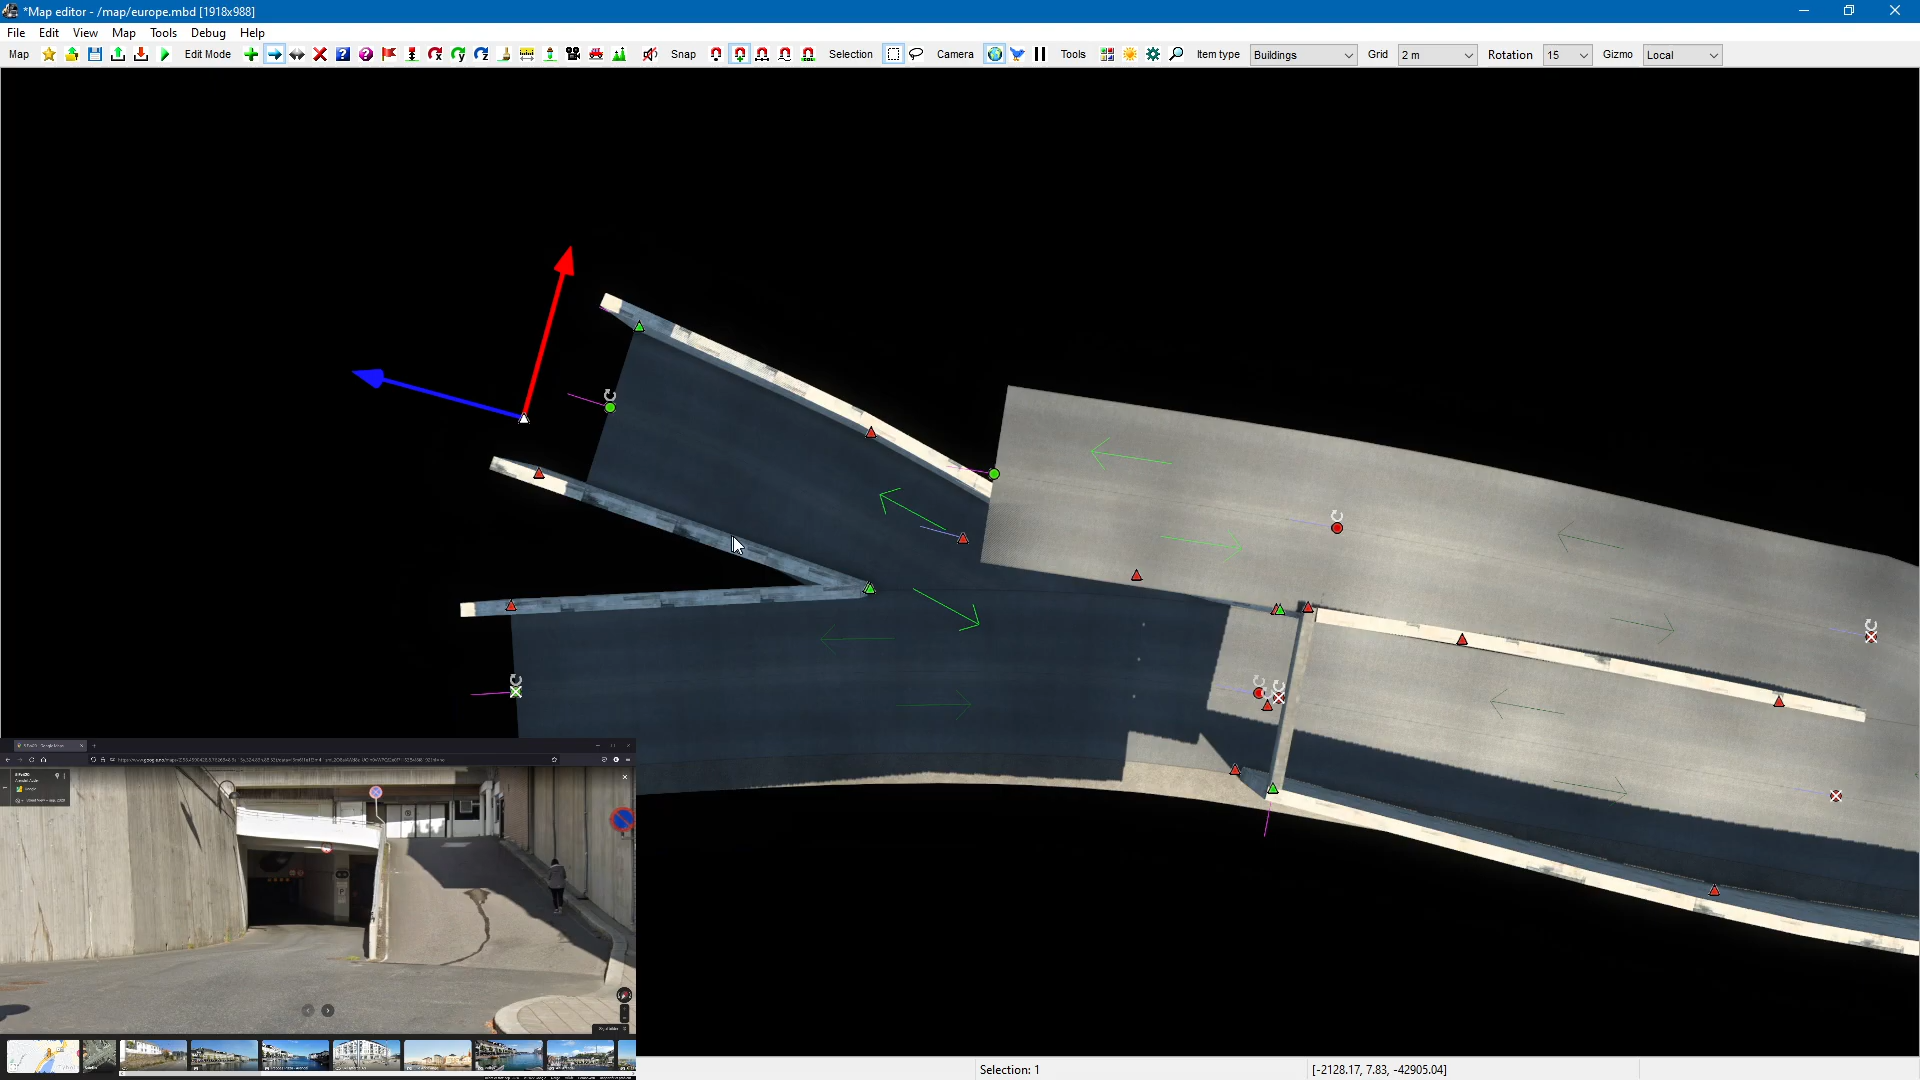 *Map editor - /map/europe.mbd [1918x988]
File Edit View Map Tools Debug Help
Map Edit Mode Snap Selection Camera Tools Item type Buildings Grid 2 m Rotation 15 Gizmo Local
Selection: 1
[-2128.17, 7.83, -42905.04]